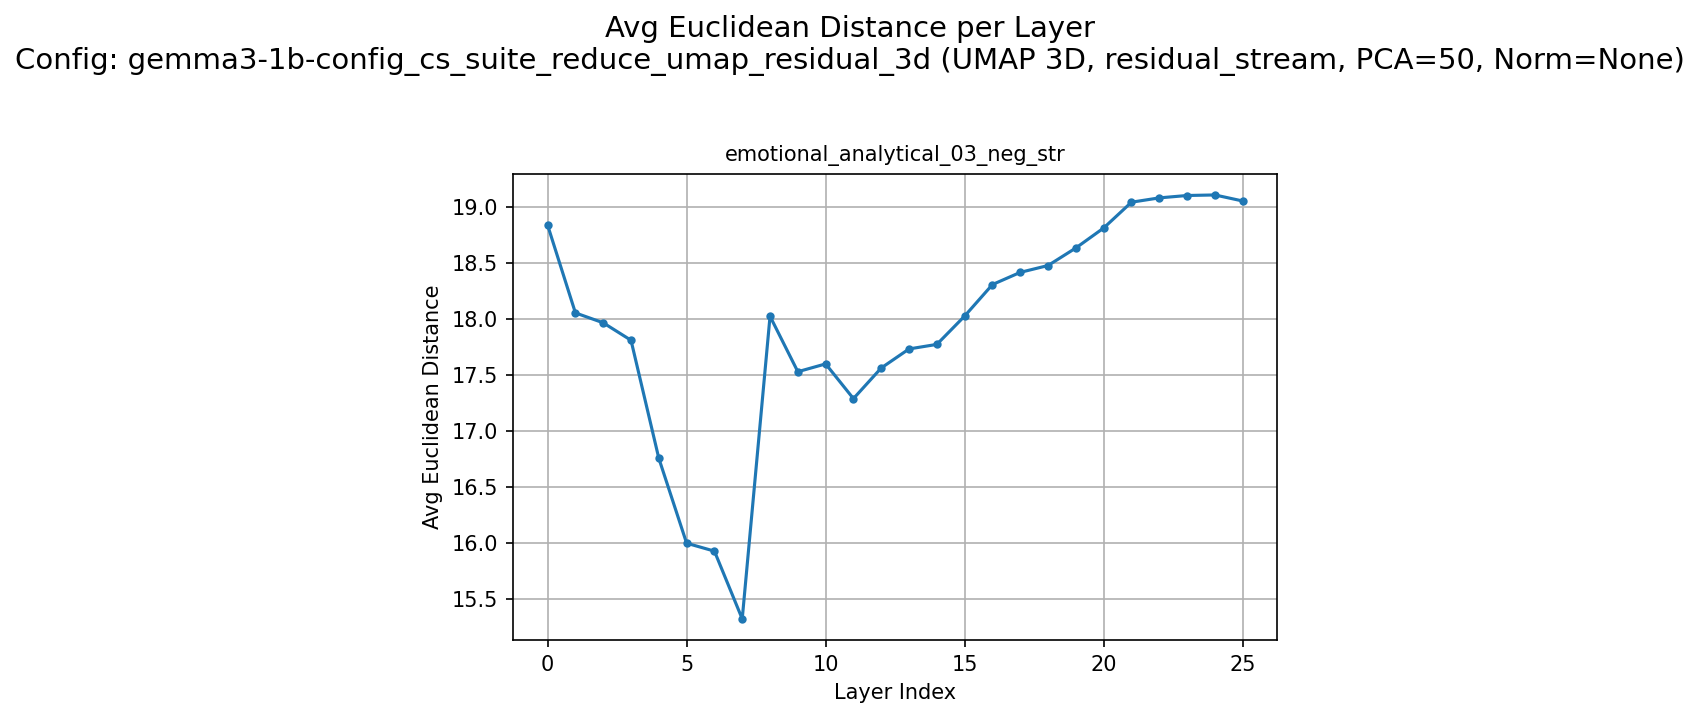 Avg Euclidean Distance per Layer
Config: gemma3-1b-config_cs_suite_reduce_umap_residual_3d (UMAP 3D, residual_stream, PCA=50, Norm=None)
emotional_analytical_03_neg_str
Avg Euclidean Distance
19.0
18.5
18.0
17.5
17.0
16.5
16.0
15.5
0 5 10 15 20 25
Layer Index